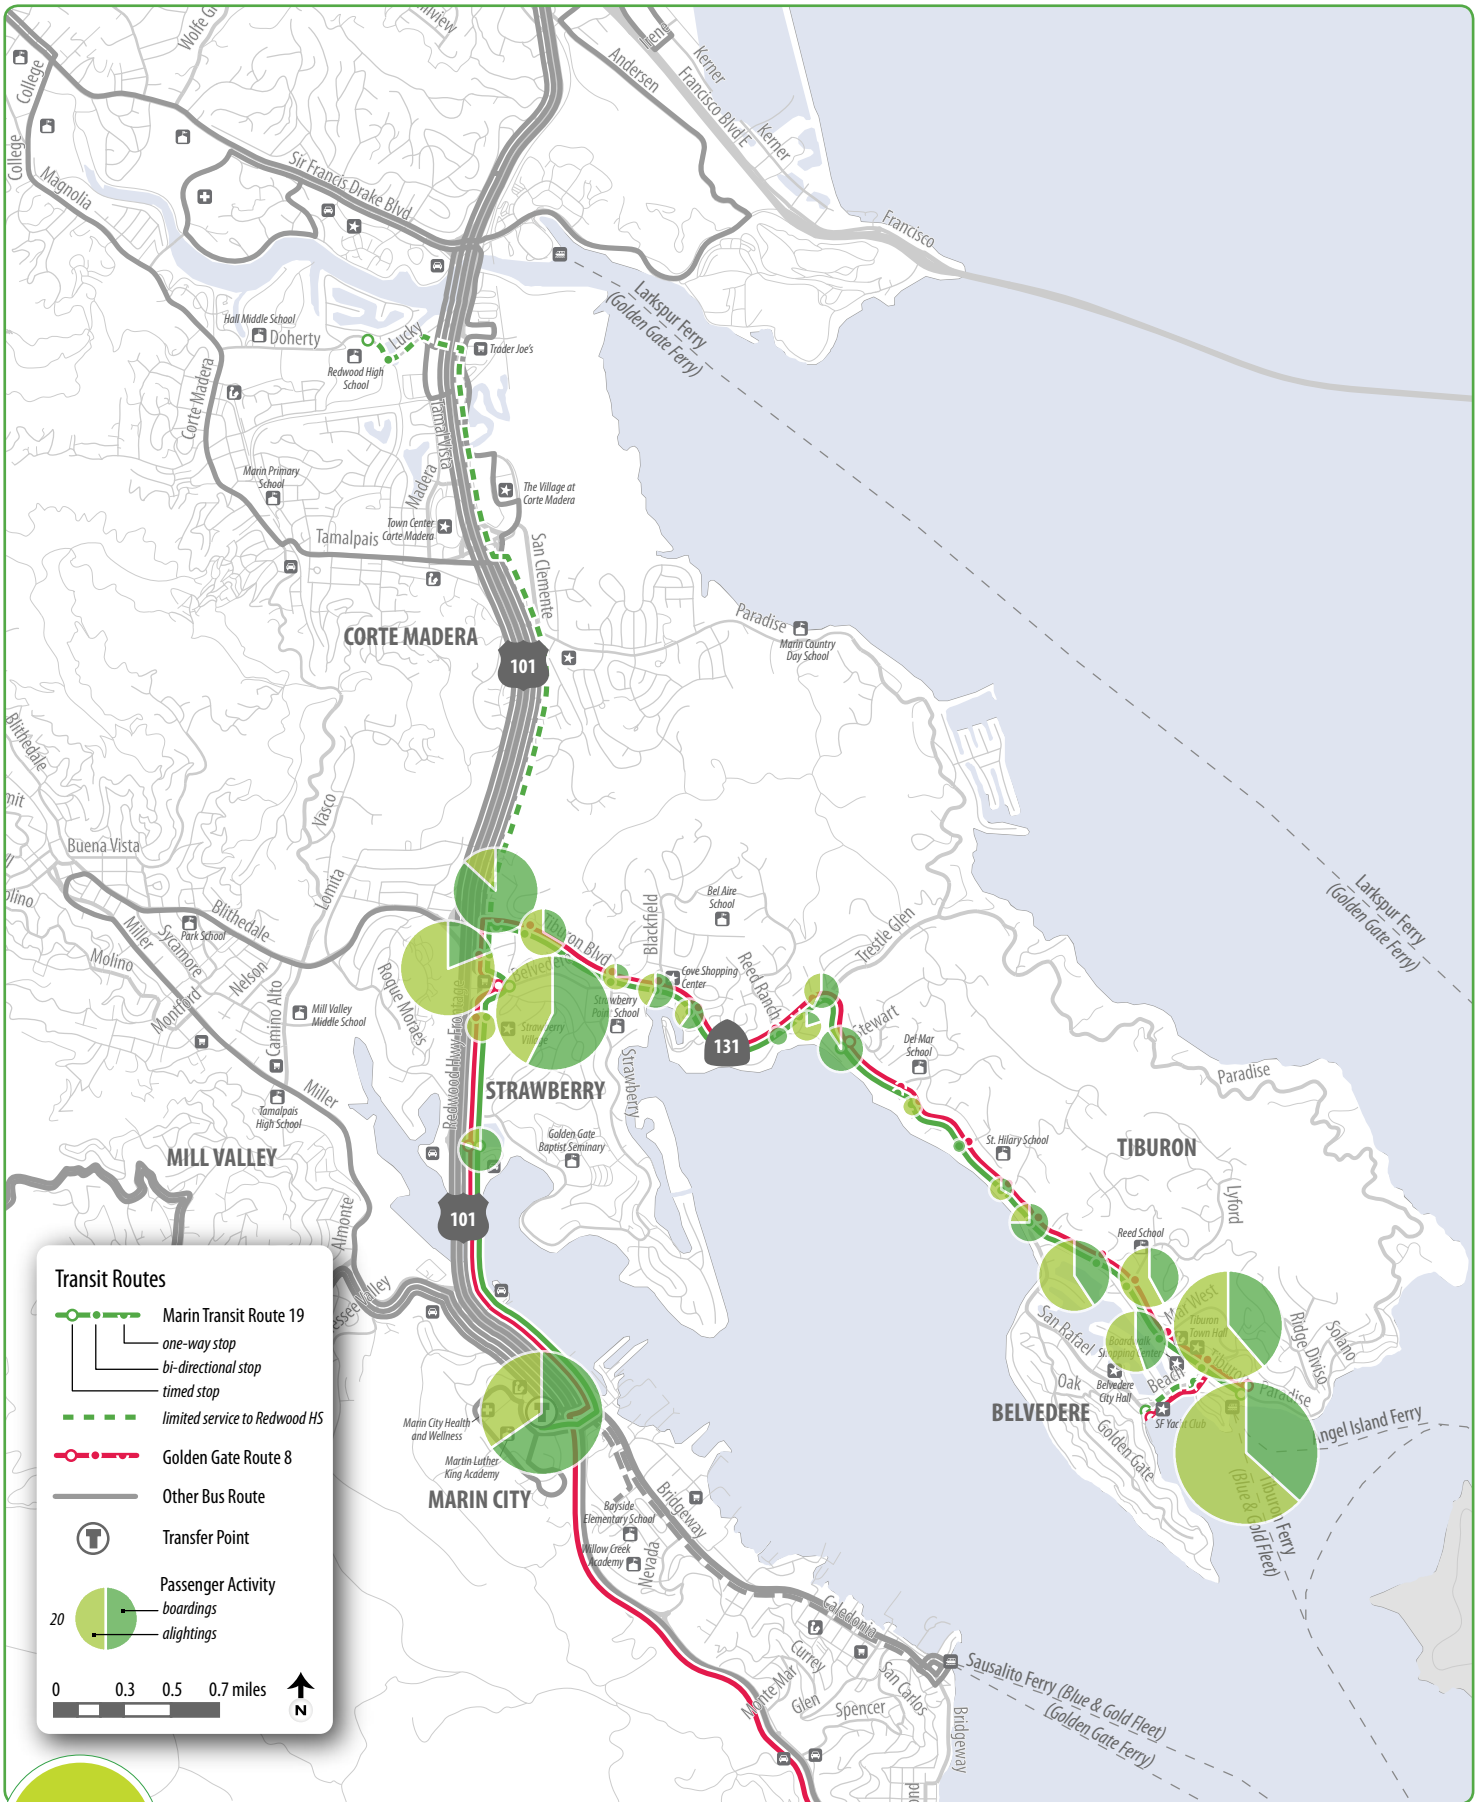 Wolfe G
College
College
Magnolia
Sir Francis Drake Blvd
Andersen
Irene
Kerner
Francisco Blvd E
Kerner
Francisco
Larkspur Ferry
(Golden Gate Ferry)
Hall Middle School
Doherty
Lucky
Redwood High
School
Trader Joe's
Corte Madera
Tamal Vista
Madera
Marin Primary
School
The Village at
Corte Madera
Town Center
Corte Madera
Tamalpais
San Clemente
CORTE MADERA
101
Paradise
Marin Country
Day School
Blithedale
Vasco
Buena Vista
Lomita
Blithedale
Park School
Miller
Sycamore
Molino
Nelson
Montford
Camino Alto
Mill Valley
Middle School
Roque Moraes
Redwood Hwy Frontage
Tiburon Blvd
Belvedere
Strawberry
Village
Strawberry
Point School
Blackfield
Bel Aire
School
Cove Shopping
Center
Reed Ranch
Trestle Glen
131
Stewart
Del Mar
School
Larkspur Ferry
(Golden Gate Ferry)
Paradise
STRAWBERRY
Strawberry
Miller
Tamalpais
High School
Golden Gate
Baptist Seminary
MILL VALLEY
101
Almonte
St. Hilary School
TIBURON
Lyford
Reed School
Mar West
San Rafael
Tiburon
Town Hall
Boardwalk
Shopping Center
Ridge
Diviso
Solano
Oak
Belvedere
City Hall
Beach
Tiburon
Paradise
SF Yacht Club
BELVEDERE
Golden Gate
Angel Island Ferry
Tiburon Ferry
(Blue & Gold Fleet)
Marin City Health
and Wellness
Martin Luther
King Academy
MARIN CITY
Bayside
Elementary School
Willow Creek
Academy
Nevada
Bridgeway
Caledonia
Currey
Monte Mar
Glen
Spencer
San Carlos
Bridgeway
Sausalito Ferry (Blue & Gold Fleet)
(Golden Gate Ferry)
Transit Routes
Marin Transit Route 19
one-way stop
bi-directional stop
timed stop
limited service to Redwood HS
Golden Gate Route 8
Other Bus Route
T
Transfer Point
Passenger Activity
20
boardings
alightings
0 0.3 0.5 0.7 miles
N